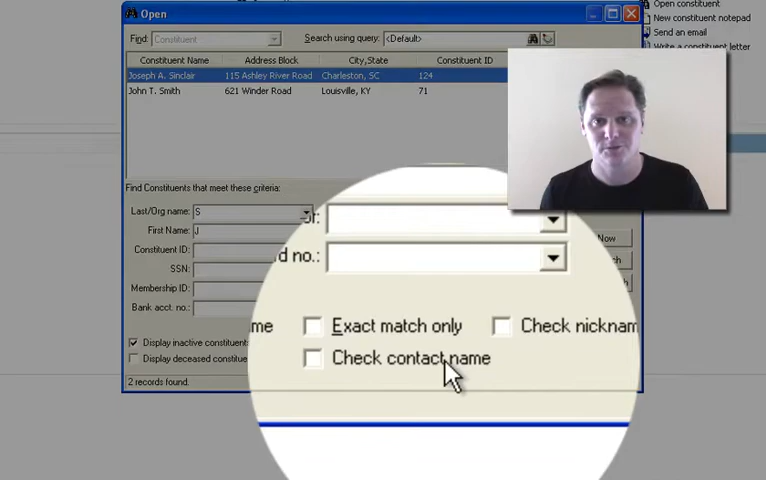 Open
Open constituent
New constituent notepad
Send an email
Write a constituent letter
Find: Constituent
Search using query: <Default>
Constituent Name Address Block City,State Constituent ID
Joseph A. Sinclair 115 Ashley River Road Charleston, SC 124
John T. Smith 621 Winder Road Louisville, KY 71
Find Constituents that meet these criteria:
Last/Org name: S
First Name: J
Constituent ID:
SSN:
Membership ID:
Bank acct. no.:
or:
d no.:
Now
me Exact match only Check nicknam
Check contact name
Display inactive constituents
Display deceased constitue
2 records found.